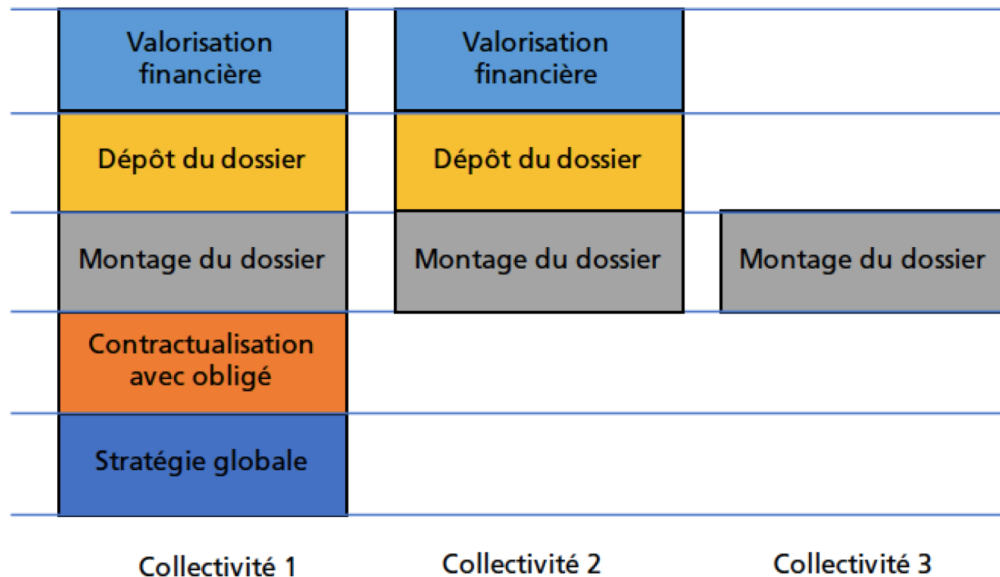 Valorisation
financière
Valorisation
financière
Dépôt du dossier
Dépôt du dossier
Montage du dossier
Montage du dossier
Montage du dossier
Contractualisation
avec obligé
Stratégie globale
Collectivité 1
Collectivité 2
Collectivité 3